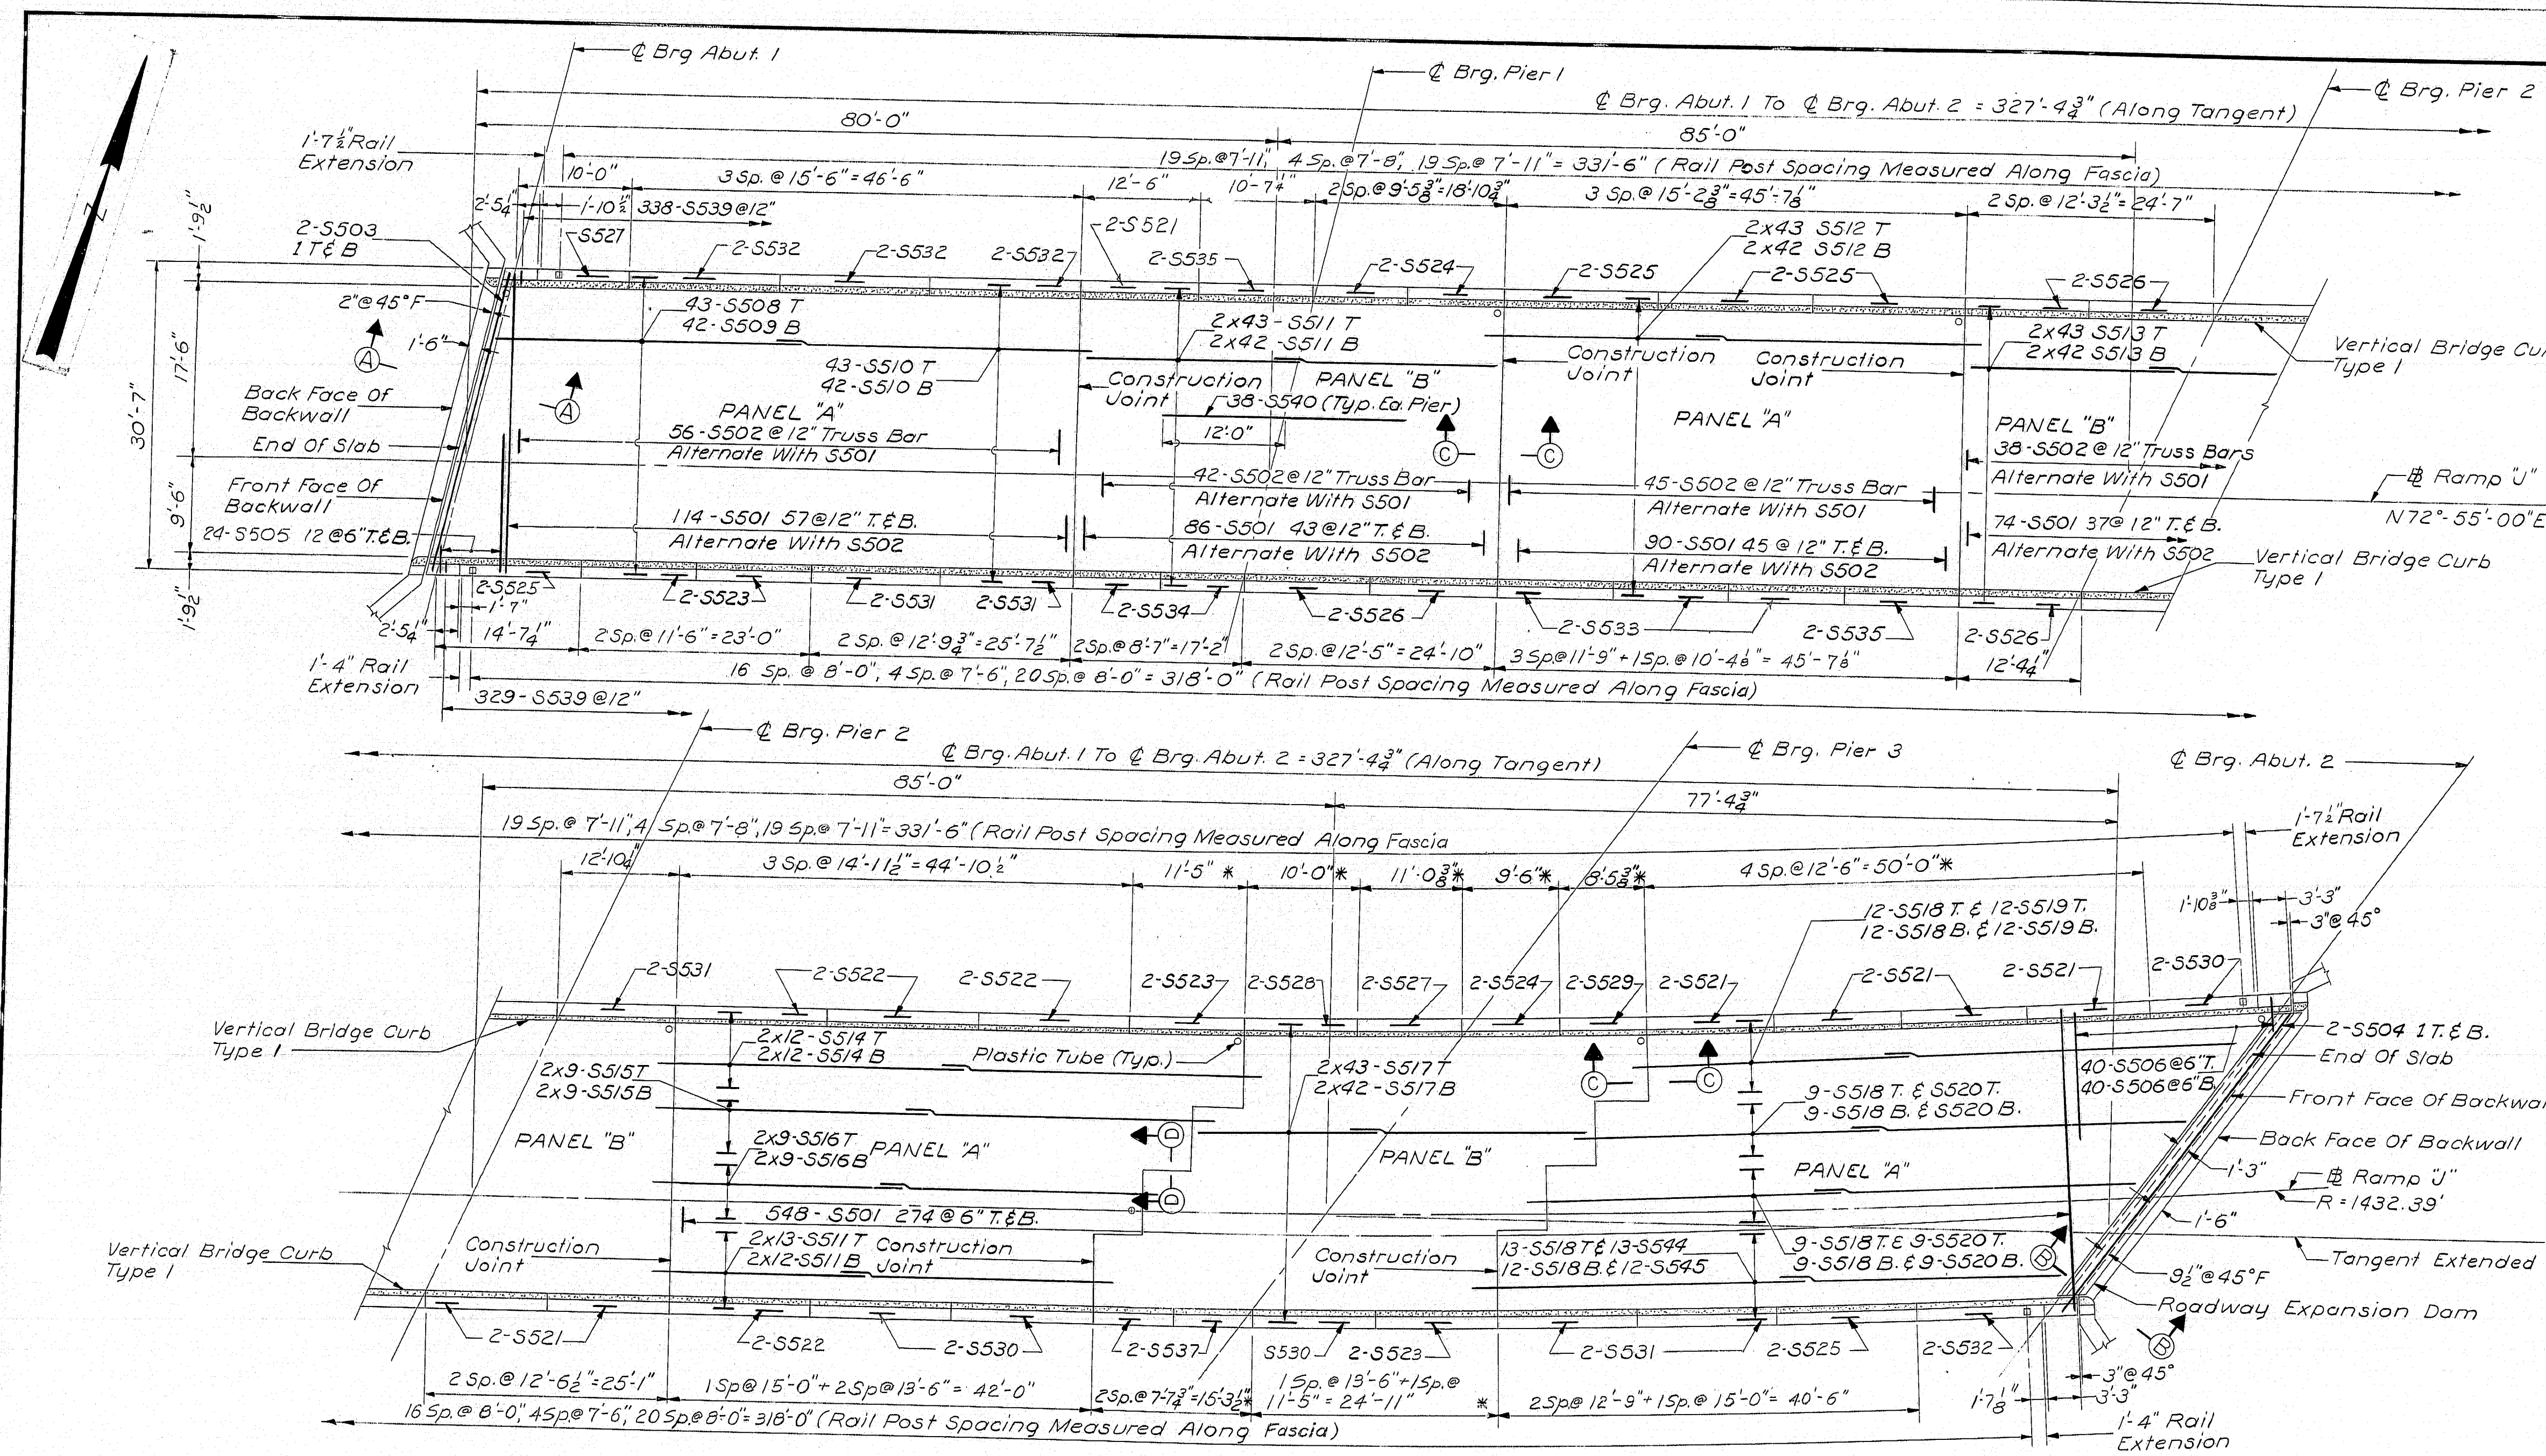 ℄ Brg Abut. 1
℄ Brg. Pier 1
℄ Brg. Pier 2
℄ Brg. Abut. 1 To ℄ Brg. Abut. 2 = 327'-4¾" (Along Tangent)
80'-0"
85'-0"
1'-7½" Rail
Extension
19 Sp.@7'-11", 4 Sp.@7'-8", 19 Sp.@ 7'-11"= 331'-6" (Rail Post Spacing Measured Along Fascia)
10'-0"
3 Sp.@ 15'-6"=46'-6"
12'-6"
10'-7¼"
2 Sp.@9'-5⅜"=18'-10¾"
3 Sp.@ 15'-2⅜"=45'-7⅛"
2 Sp.@ 12'-3½"=24'-7"
2'-5¼"
1'-10½"
338-S539@12"
1'-9½"
2-S503
1 T & B
S527
2-S532
2-S532
2-S532
2-S521
2-S535
2-S524
2-S525
2x43 S512 T
2x42 S512 B
2-S525
2-S526
2"@45°F
1'-6"
A
43-S508 T
42-S509 B
43-S510 T
42-S510 B
2x43-S511 T
2x42-S511 B
2x43 S513 T
2x42 S513 B
Vertical Bridge
Type 1
Construction
Joint
Construction
Joint
Construction
Joint
PANEL "B"
38-S540 (Typ. Ea. Pier)
12'-0"
30'-7"
17'-6"
Back Face Of
Backwall
A
PANEL "A"
56-S502 @ 12" Truss Bar
Alternate With S501
C
C
PANEL "A"
PANEL "B"
38-S502 @ 12" Truss Bars
Alternate With S501
End Of Slab
42-S502@12" Truss Bar
Alternate With S501
45-S502 @ 12" Truss Bar
Alternate With S501
Ramp "J"
N72°-55'-00"E
9'-6"
Front Face Of
Backwall
24-S505 12@6" T.&B.
114-S501 57@12" T.&B.
Alternate With S502
86-S501 43@12" T.&B.
Alternate With S502
90-S501 45 @ 12" T.&B.
Alternate With S502
74-S501 37@ 12" T.&B.
Alternate With S502
Vertical Bridge Curb
Type 1
1'-9½"
2-S525
1'-7"
2-S523
2-S531
2-S531
2-S534
2-S526
2-S533
2-S535
2-S526
2'-5¼"
14'-7¼"
2 Sp.@ 11'-6"=23'-0"
2 Sp.@ 12'-9¾"=25'-7½"
2Sp.@8'-7"=17'-2"
2 Sp.@12'-5"=24'-10"
3 Sp@11'-9"+1Sp.@10'-4⅛"= 45'-7⅛"
12'-4¼"
1'-4" Rail
Extension
16 Sp. @ 8'-0", 4 Sp.@ 7'-6", 20 Sp.@ 8'-0"= 318'-0" (Rail Post Spacing Measured Along Fascia)
329-S539@12"
℄ Brg. Pier 2
℄ Brg. Pier 3
℄ Brg. Abut. 2
℄ Brg. Abut. 1 To ℄ Brg. Abut. 2 = 327'-4¾" (Along Tangent)
85'-0"
77'-4¾"
19 Sp.@ 7'-11", 4 Sp.@7'-8", 19 Sp.@ 7'-11"=331'-6" (Rail Post Spacing Measured Along Fascia
1'-7½" Rail
Extension
12'-10¼"
3 Sp.@ 14'-11½"=44'-10½"
11'-5" *
10'-0"*
11'-0⅜"*
9'-6"*
8'-5⅜"*
4 Sp.@12'-6"=50'-0"*
1'-10⅜"
3'-3"
3"@45°
12-S518 T. & 12-S519 T.
12-S518 B. & 12-S519 B.
2-S531
2-S522
2-S522
2-S523
2-S528
2-S527
2-S524
2-S529
2-S521
2-S521
2-S521
2-S530
Vertical Bridge Curb
Type 1
2x12-S514 T
2x12-S514 B
Plastic Tube (Typ.)
2-S504 1T.& B.
End Of Slab
2x9-S515T
2x9-S515B
2x43-S517 T
2x42-S517 B
C
C
9-S518 T. & S520 T.
9-S518 B. & S520 B.
40-S506@6" T.
40-S506@6" B.
Front Face Of
PANEL "B"
2x9-S516 T
2x9-S516 B
PANEL "A"
D
PANEL "B"
PANEL "A"
Back Face Of Backwall
1'-3"
Ramp "J"
R = 1432.39'
D
548-S501 274@6" T.&B.
1'-6"
Vertical Bridge Curb
Type 1
Construction
Joint
2x13-S511 T
2x12-S511 B
Construction
Joint
Construction
Joint
13-S518 T & 13-S544
12-S518 B. & 12-S545
9-S518 T. & 9-S520 T.
9-S518 B. & 9-S520 B.
B
Tangent Extended
9½"@45°F
Roadway Expansion Dam
2-S521
2-S522
2-S530
2-S537
S530
2-S523
2-S531
2-S525
2-S532
B
2 Sp.@ 12'-6½"=25'-1"
1 Sp@ 15'-0"+ 2 Sp@ 13'-6"= 42'-0"
2 Sp.@ 7'-7¾"=15'-3½"*
1 Sp. @ 13'-6"+1Sp.@
11'-5"= 24'-11" *
2Sp.@ 12'-9"+1Sp.@ 15'-0"= 40'-6"
1'-7⅛"
3"@45°
3'-3"
16 Sp.@ 8'-0", 4Sp.@ 7'-6", 20 Sp.@ 8'-0"=318'-0" (Rail Post Spacing Measured Along Fascia)
1'-4" Rail
Extension